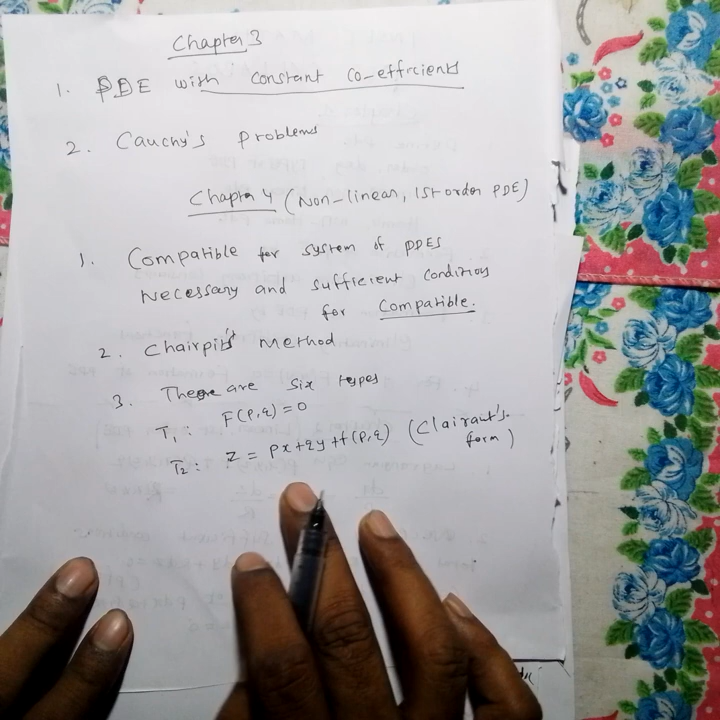 Chapter 3
1. PDE with constant co-efficients
2. Cauchy's problems
Chapter 4 (Non-linear, 1st order PDE)
1. Compatible for system of PDES
Necessary and sufficient condition
for Compatible.
2. Chairpit's Method
3. There are six types
T₁: F(P,q)=0
T₂: Z = px+qy+f(p,q) (Clairaut's
form)